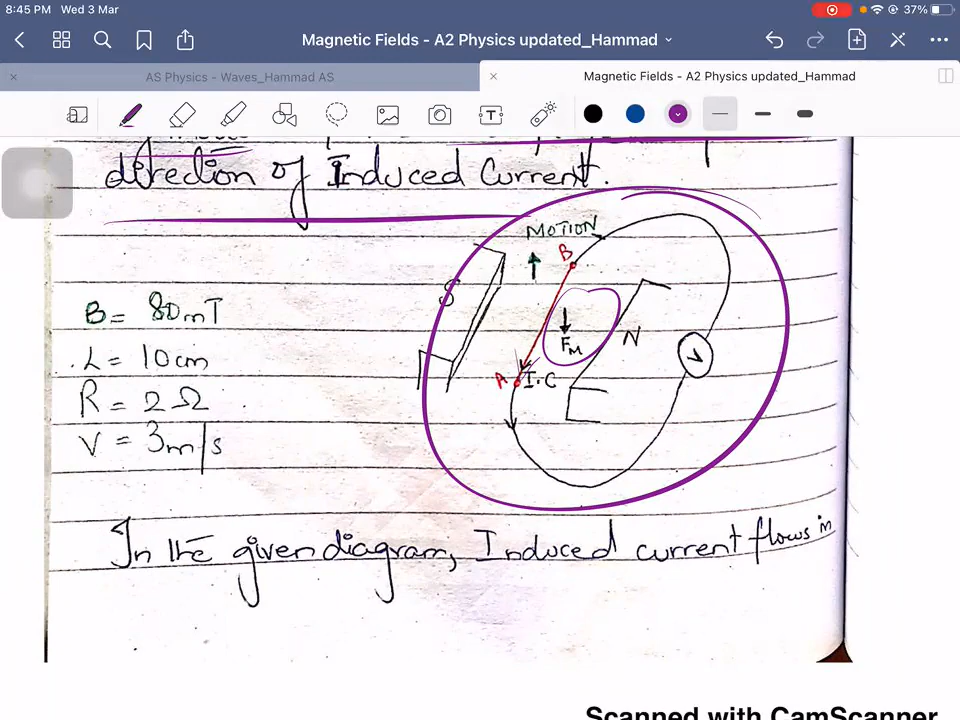 8:45 PM Wed 3 Mar
37%
Magnetic Fields - A2 Physics updated_Hammad
AS Physics - Waves_Hammad AS
Magnetic Fields - A2 Physics updated_Hammad
T
direction of Induced Current.
MOTION
B
S
B = 80mT
FM
N
V
L = 10cm
A
I.C
R = 2Ω
V = 3m/s
In the given diagram, Induced current flows in
Scanned with CamScanner